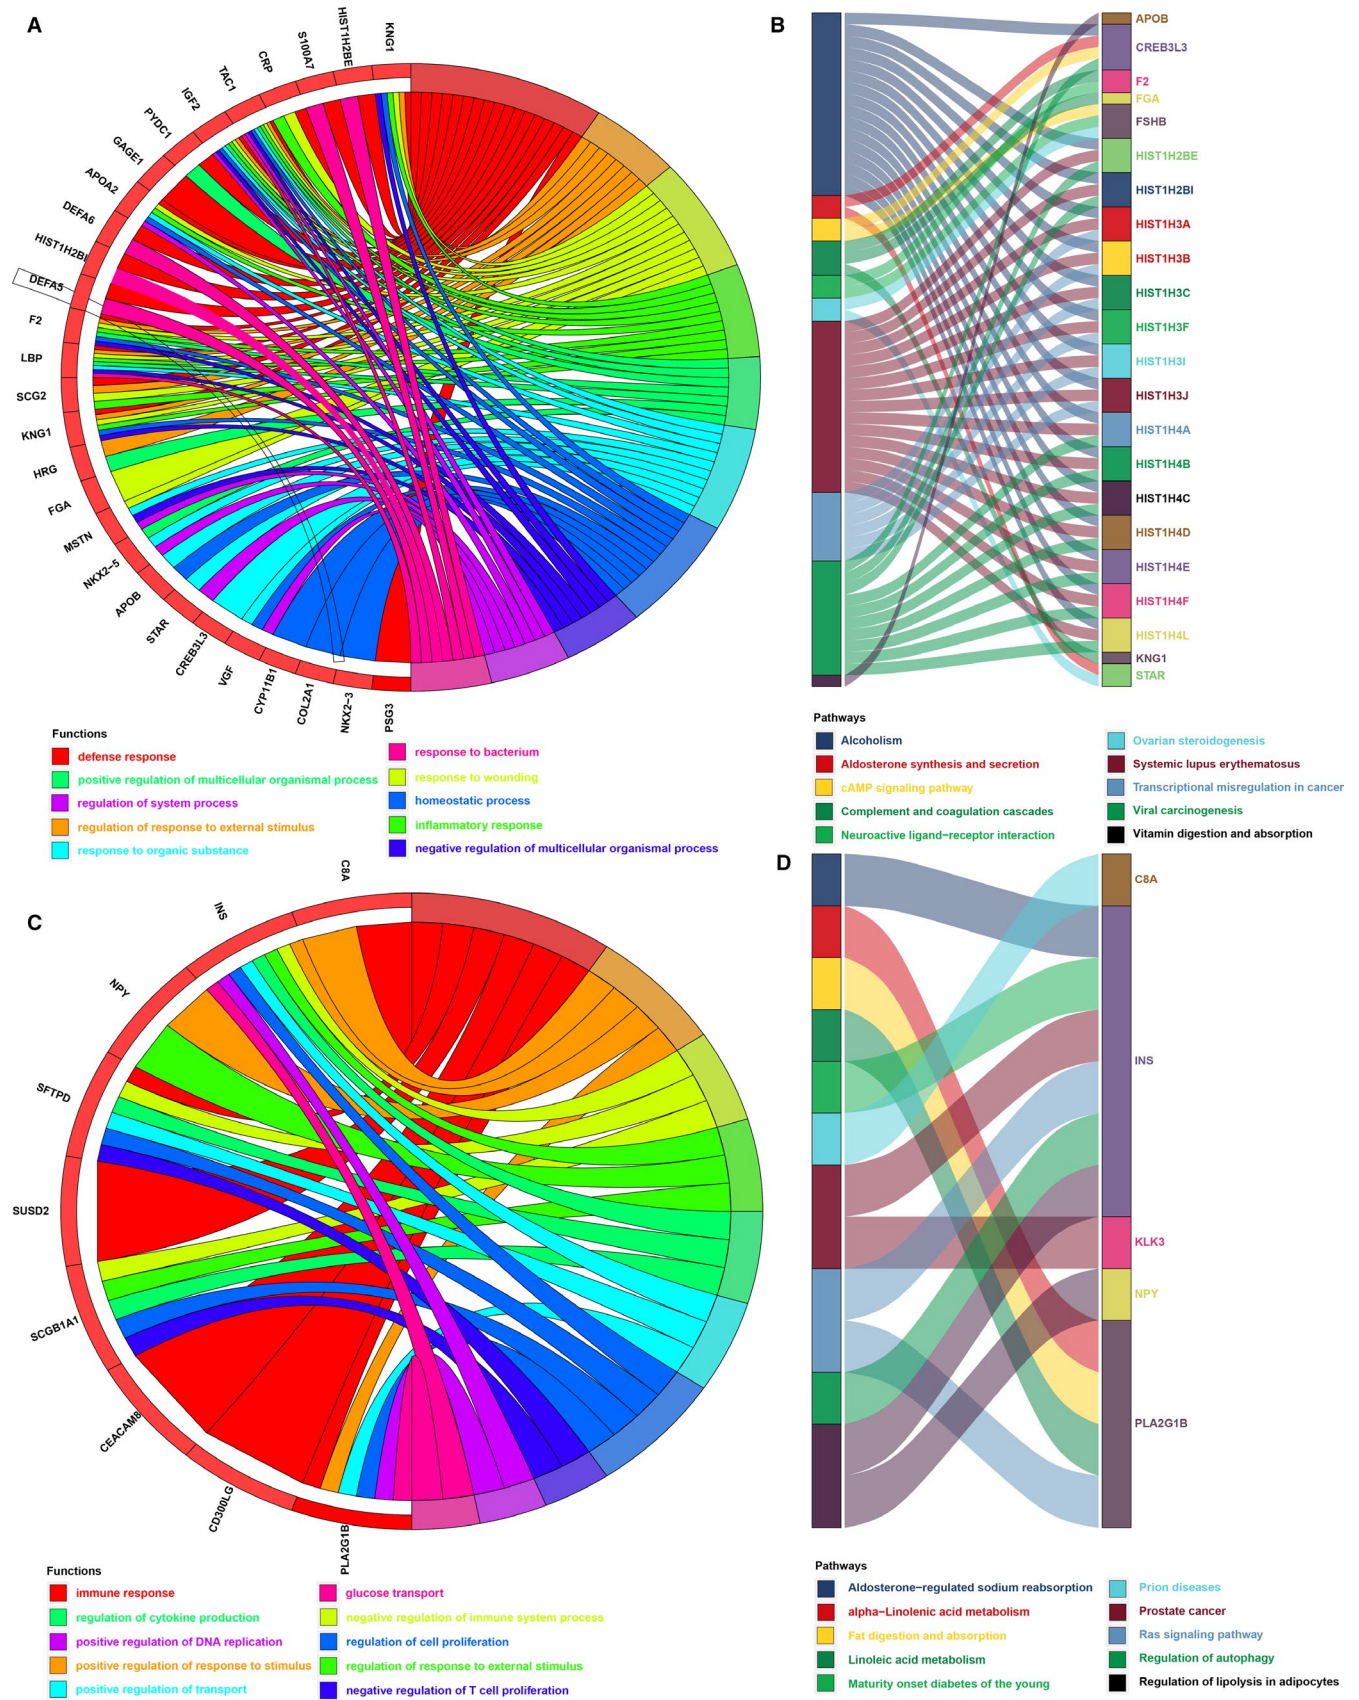 A
KNG1
HIST1H2BE
S100A7
CRP
TAC1
IGF2
PYDC1
GAGE1
APOA2
DEFA6
HIST1H2BI
DEFA5
F2
LBP
SCG2
KNG1
HRG
FGA
MSTN
NKX2-5
APOB
STAR
CREB3L3
VGF
CYP11B1
COL2A1
NKX2-3
PSG3
Functions
defense response
positive regulation of multicellular organismal process
regulation of system process
regulation of response to external stimulus
response to organic substance
response to bacterium
response to wounding
homeostatic process
inflammatory response
negative regulation of multicellular organismal process
B
APOB
CREB3L3
F2
FGA
FSHB
HIST1H2BE
HIST1H2BI
HIST1H3A
HIST1H3B
HIST1H3C
HIST1H3F
HIST1H3I
HIST1H3J
HIST1H4A
HIST1H4B
HIST1H4C
HIST1H4D
HIST1H4E
HIST1H4F
HIST1H4L
KNG1
STAR
Pathways
Alcoholism
Aldosterone synthesis and secretion
cAMP signaling pathway
Complement and coagulation cascades
Neuroactive ligand-receptor interaction
Ovarian steroidogenesis
Systemic lupus erythematosus
Transcriptional misregulation in cancer
Viral carcinogenesis
Vitamin digestion and absorption
C
C8A
INS
NPY
SFTPD
SUSD2
SCGB1A1
CEACAM8
CD300LG
PLA2G1B
Functions
immune response
regulation of cytokine production
positive regulation of DNA replication
positive regulation of response to stimulus
positive regulation of transport
glucose transport
negative regulation of immune system process
regulation of cell proliferation
regulation of response to external stimulus
negative regulation of T cell proliferation
D
C8A
INS
KLK3
NPY
PLA2G1B
Pathways
Aldosterone-regulated sodium reabsorption
alpha-Linolenic acid metabolism
Fat digestion and absorption
Linoleic acid metabolism
Maturity onset diabetes of the young
Prion diseases
Prostate cancer
Ras signaling pathway
Regulation of autophagy
Regulation of lipolysis in adipocytes